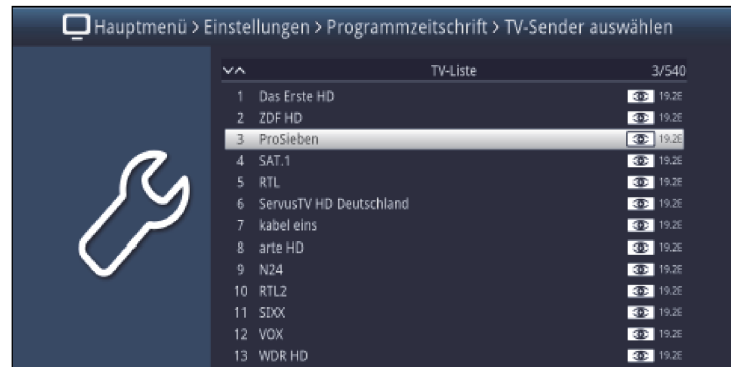 Hauptmenü > Einstellungen > Programmzeitschrift > TV-Sender auswählen
TV-Liste 3/540
1 Das Erste HD 19.2E
2 ZDF HD 19.2E
3 ProSieben 19.2E
4 SAT.1 19.2E
5 RTL 19.2E
6 ServusTV HD Deutschland 19.2E
7 kabel eins 19.2E
8 arte HD 19.2E
9 N24 19.2E
10 RTL2 19.2E
11 SIXX 19.2E
12 VOX 19.2E
13 WDR HD 19.2E